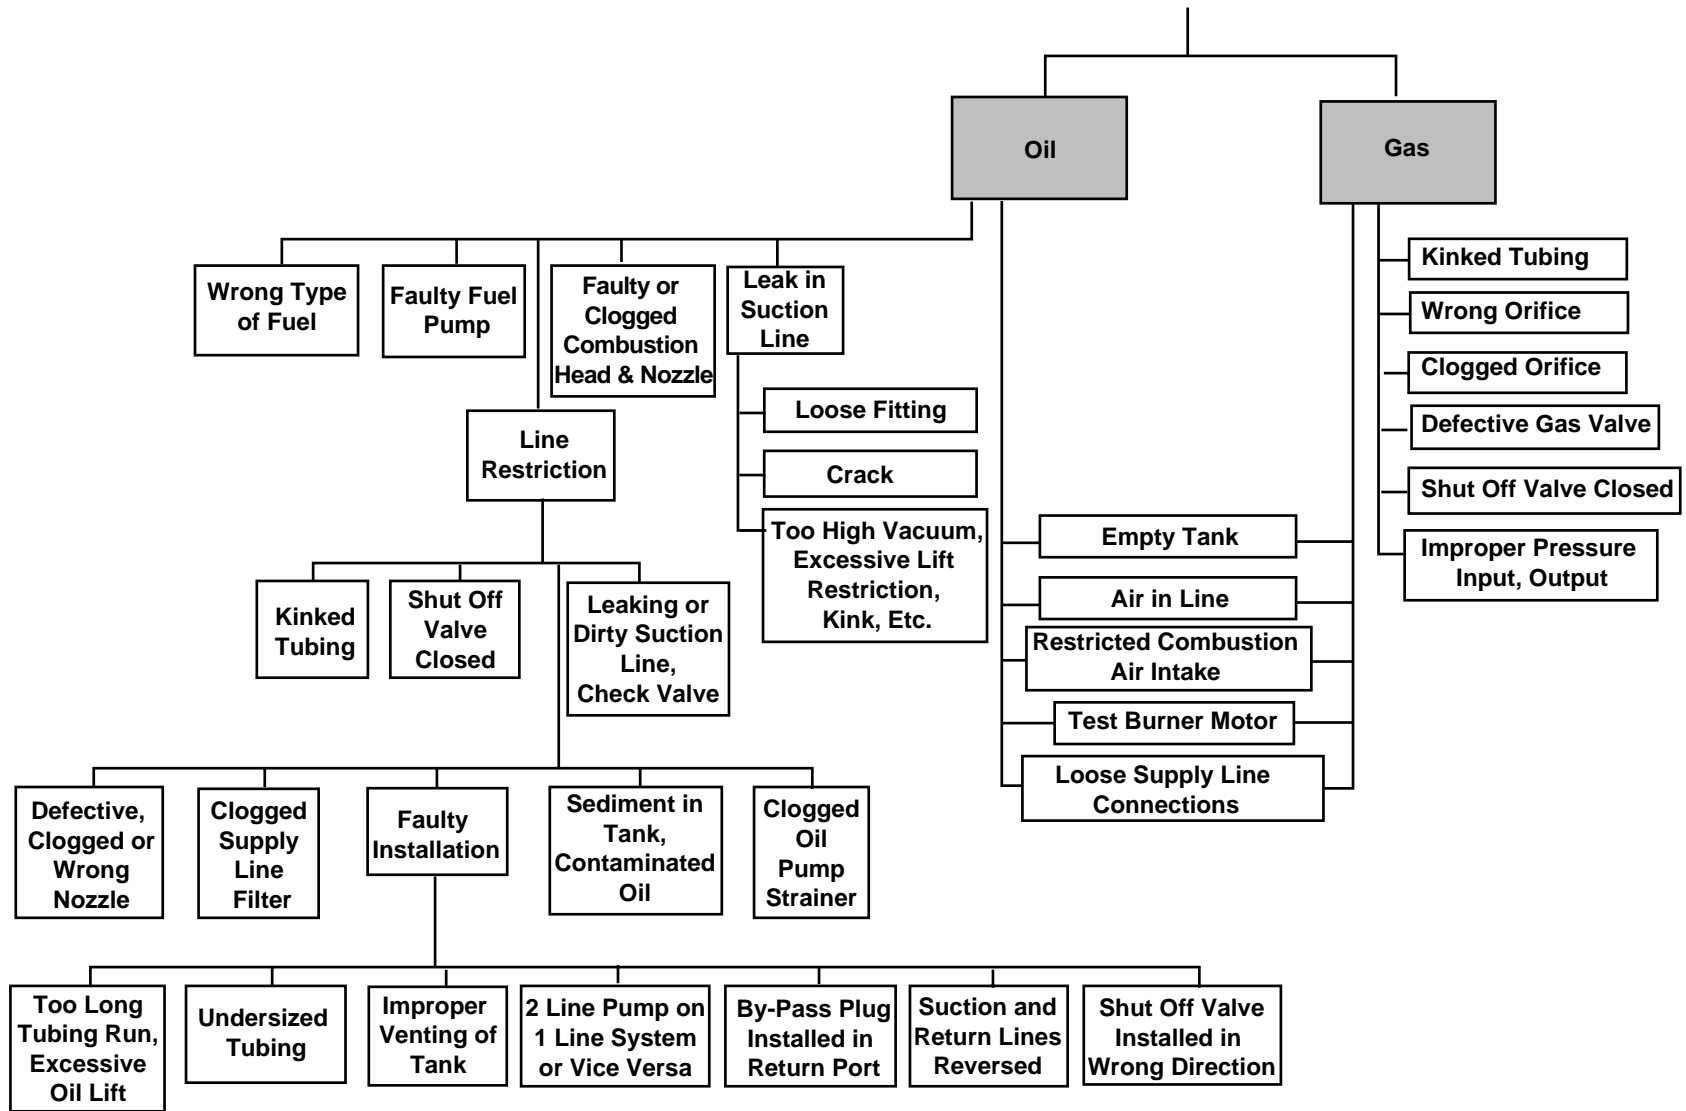 Oil
Gas
Wrong Type
of Fuel
Faulty Fuel
Pump
Faulty or
Clogged
Combustion
Head & Nozzle
Leak in
Suction
Line
Kinked Tubing
Wrong Orifice
Clogged Orifice
Defective Gas Valve
Shut Off Valve Closed
Improper Pressure
Input, Output
Line
Restriction
Loose Fitting
Crack
Too High Vacuum,
Excessive Lift
Restriction,
Kink, Etc.
Empty Tank
Air in Line
Restricted Combustion
Air Intake
Test Burner Motor
Loose Supply Line
Connections
Kinked
Tubing
Shut Off
Valve
Closed
Leaking or
Dirty Suction
Line,
Check Valve
Defective,
Clogged or
Wrong
Nozzle
Clogged
Supply
Line
Filter
Faulty
Installation
Sediment in
Tank,
Contaminated
Oil
Clogged
Oil
Pump
Strainer
Too Long
Tubing Run,
Excessive
Oil Lift
Undersized
Tubing
Improper
Venting of
Tank
2 Line Pump on
1 Line System
or Vice Versa
By-Pass Plug
Installed in
Return Port
Suction and
Return Lines
Reversed
Shut Off Valve
Installed in
Wrong Direction